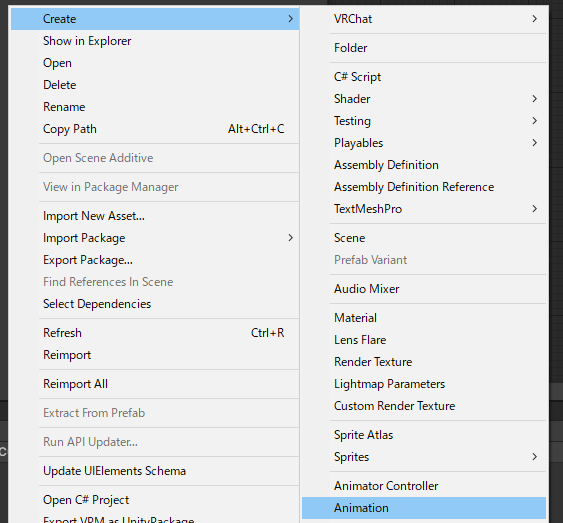 Create
Show in Explorer
Open
Delete
Rename
Copy Path Alt+Ctrl+C
Open Scene Additive
View in Package Manager
Import New Asset...
Import Package
Export Package...
Find References In Scene
Select Dependencies
Refresh Ctrl+R
Reimport
Reimport All
Extract From Prefab
Run API Updater...
Update UIElements Schema
Open C# Project
Export VPM as UnityPackage
VRChat
Folder
C# Script
Shader
Testing
Playables
Assembly Definition
Assembly Definition Reference
TextMeshPro
Scene
Prefab Variant
Audio Mixer
Material
Lens Flare
Render Texture
Lightmap Parameters
Custom Render Texture
Sprite Atlas
Sprites
Animator Controller
Animation